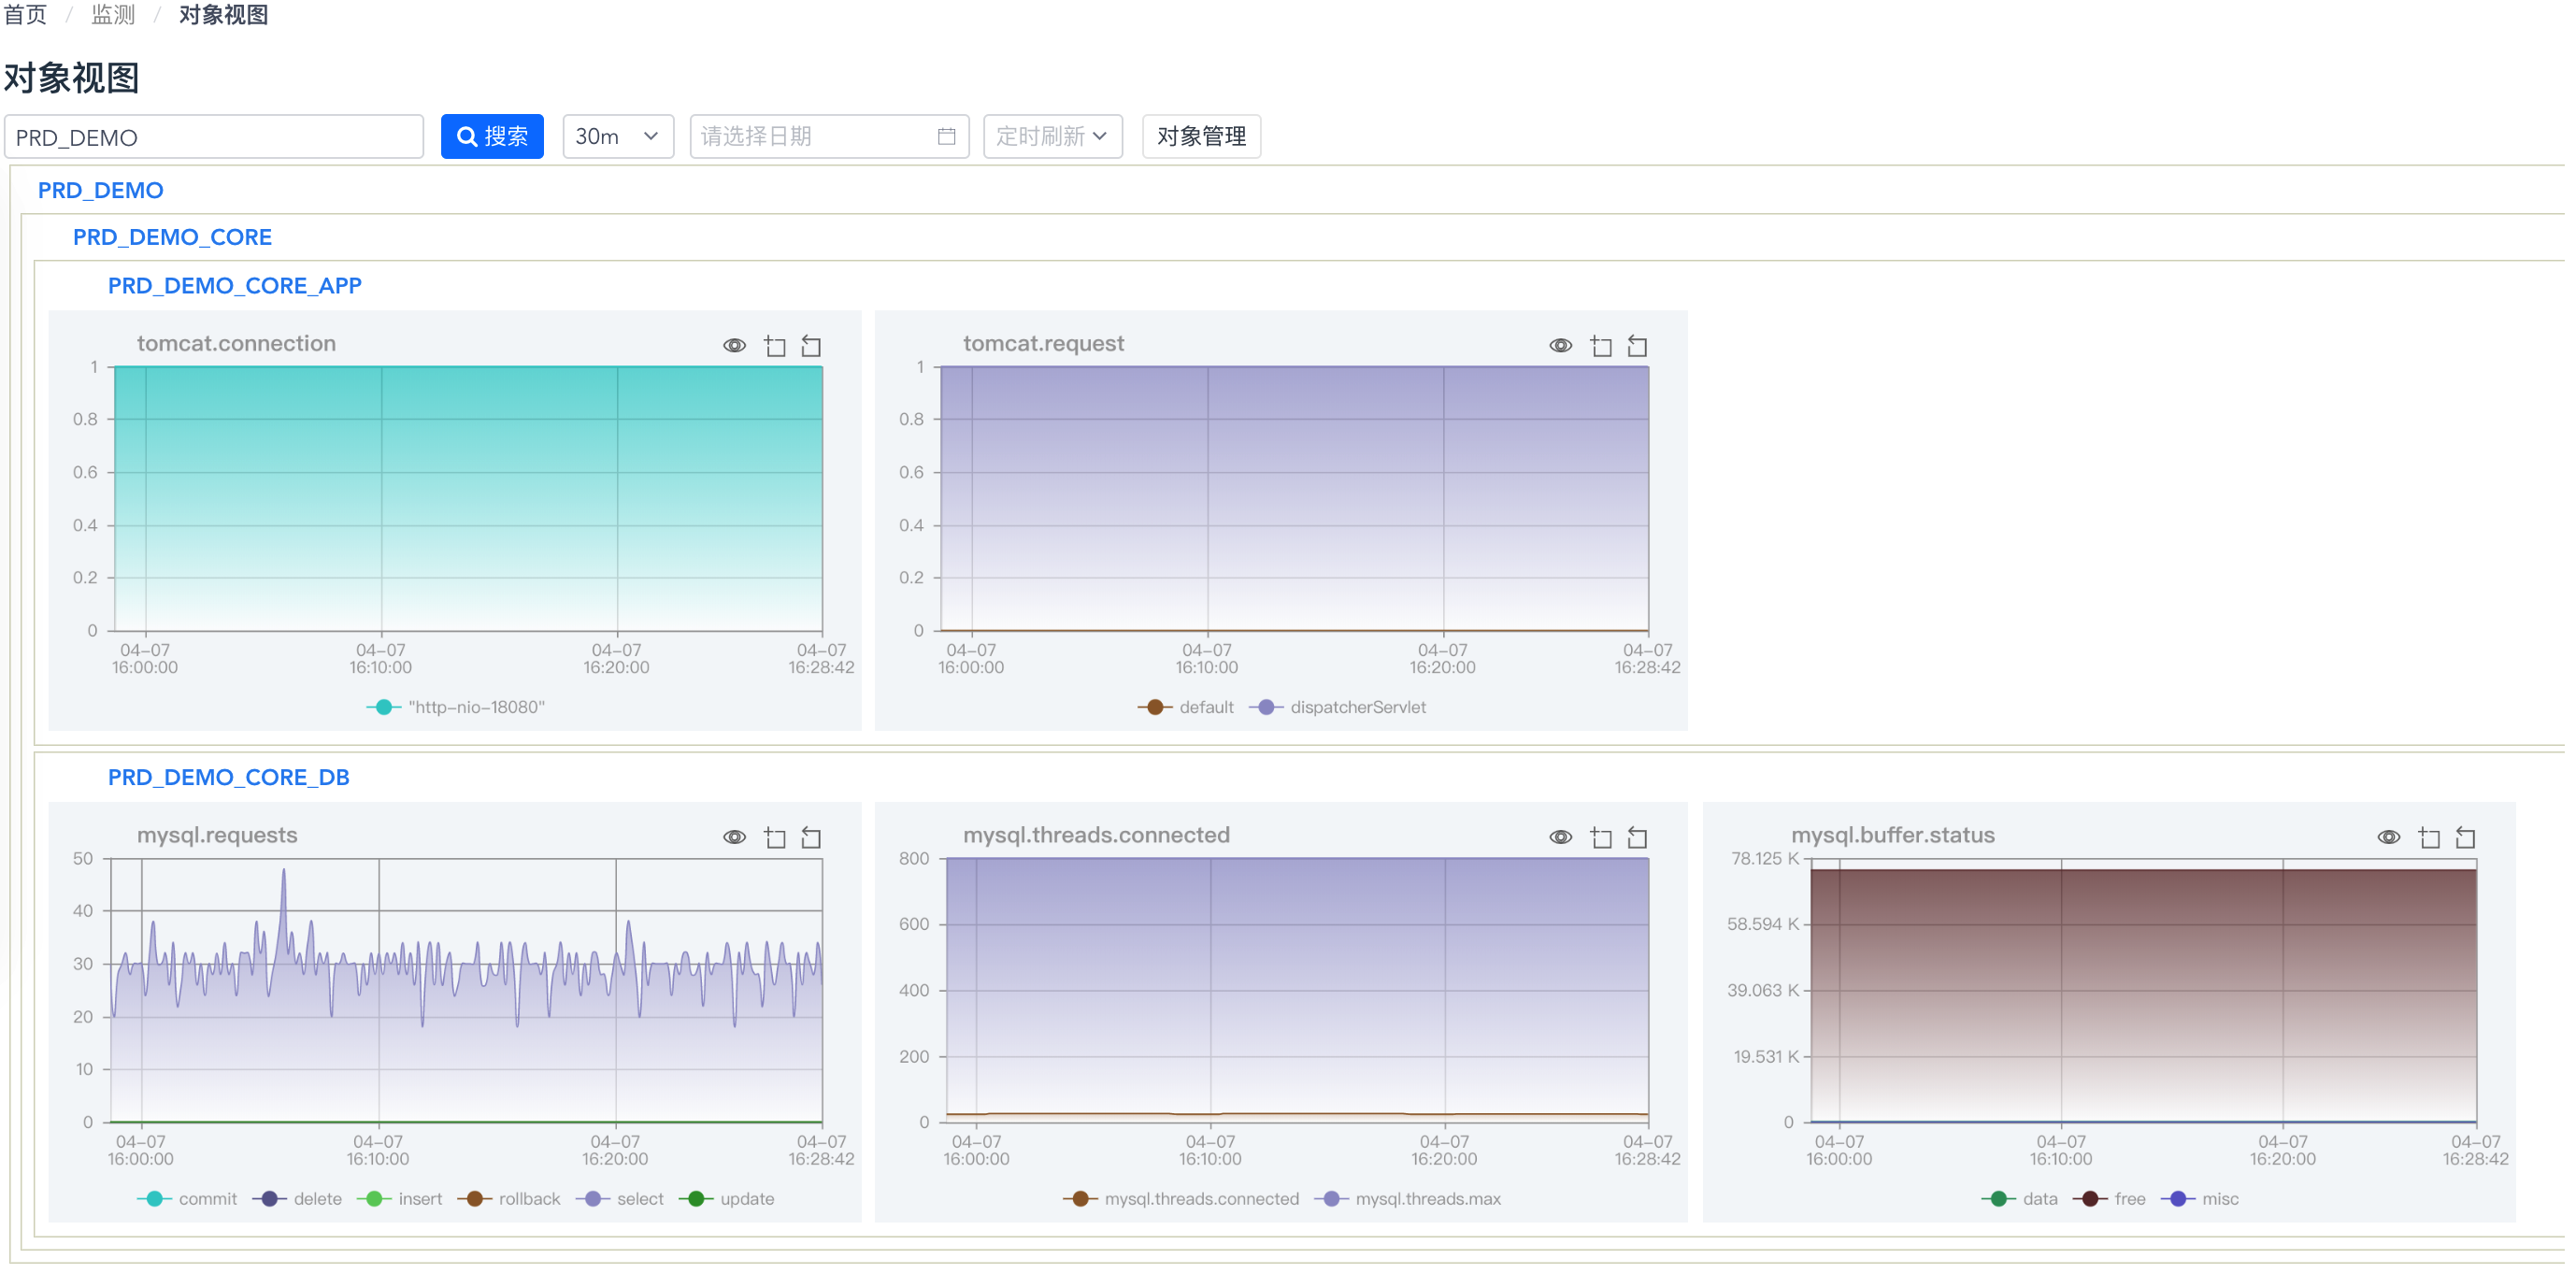 首页 / 监测 / 对象视图
对象视图
PRD_DEMO 搜索 30m 请选择日期 定时刷新 对象管理
PRD_DEMO
PRD_DEMO_CORE
PRD_DEMO_CORE_APP
tomcat.connection
1
0.8
0.6
0.4
0.2
0
04-07 04-07 04-07 04-07
16:00:00 16:10:00 16:20:00 16:28:42
"http-nio-18080"
tomcat.request
1
0.8
0.6
0.4
0.2
0
04-07 04-07 04-07 04-07
16:00:00 16:10:00 16:20:00 16:28:42
default dispatcherServlet
PRD_DEMO_CORE_DB
mysql.requests
50
40
30
20
10
0
04-07 04-07 04-07 04-07
16:00:00 16:10:00 16:20:00 16:28:42
commit delete insert rollback select update
mysql.threads.connected
800
600
400
200
0
04-07 04-07 04-07 04-07
16:00:00 16:10:00 16:20:00 16:28:42
mysql.threads.connected mysql.threads.max
mysql.buffer.status
78.125 K
58.594 K
39.063 K
19.531 K
0
04-07 04-07 04-07 04-07
16:00:00 16:10:00 16:20:00 16:28:42
data free misc